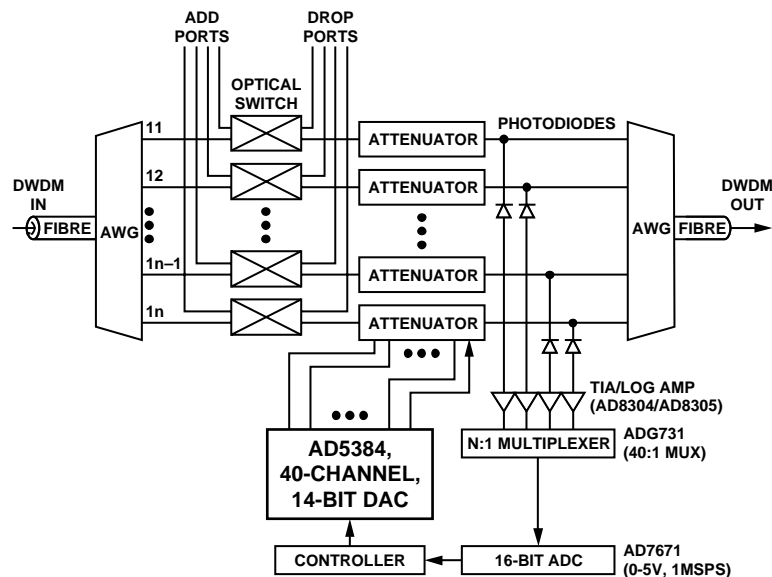 ADD
PORTS
DROP
PORTS
OPTICAL
SWITCH
PHOTODIODES
11
ATTENUATOR
12
ATTENUATOR
DWDM
IN
FIBRE
AWG
AWG
FIBRE
DWDM
OUT
1n–1
ATTENUATOR
1n
ATTENUATOR
TIA/LOG AMP
(AD8304/AD8305)
AD5384,
40-CHANNEL,
14-BIT DAC
N:1 MULTIPLEXER
ADG731
(40:1 MUX)
CONTROLLER
16-BIT ADC
AD7671
(0-5V, 1MSPS)